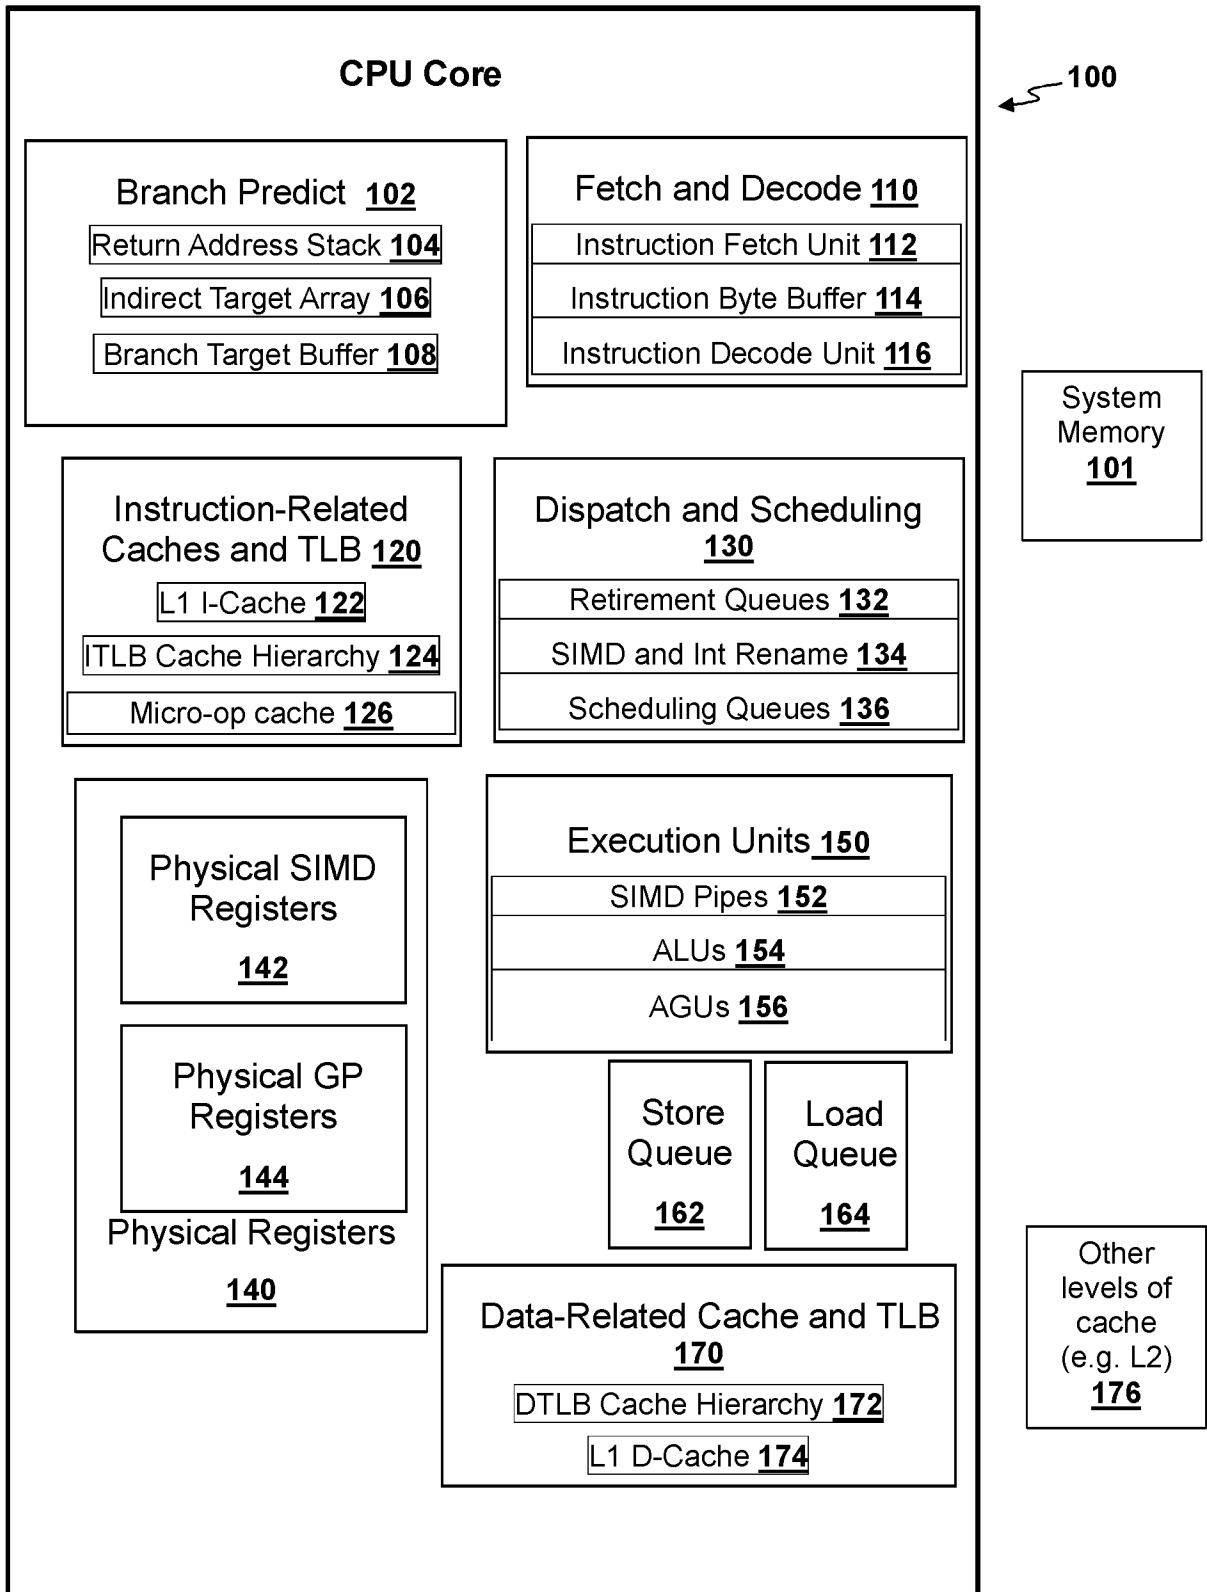 CPU Core
100
Branch Predict 102
Return Address Stack 104
Indirect Target Array 106
Branch Target Buffer 108
Fetch and Decode 110
Instruction Fetch Unit 112
Instruction Byte Buffer 114
Instruction Decode Unit 116
System
Memory
101
Instruction-Related
Caches and TLB 120
L1 I-Cache 122
ITLB Cache Hierarchy 124
Micro-op cache 126
Dispatch and Scheduling
130
Retirement Queues 132
SIMD and Int Rename 134
Scheduling Queues 136
Physical SIMD
Registers
142
Physical GP
Registers
144
Physical Registers
140
Execution Units 150
SIMD Pipes 152
ALUs 154
AGUs 156
Store
Queue
162
Load
Queue
164
Data-Related Cache and TLB
170
DTLB Cache Hierarchy 172
L1 D-Cache 174
Other
levels of
cache
(e.g. L2)
176